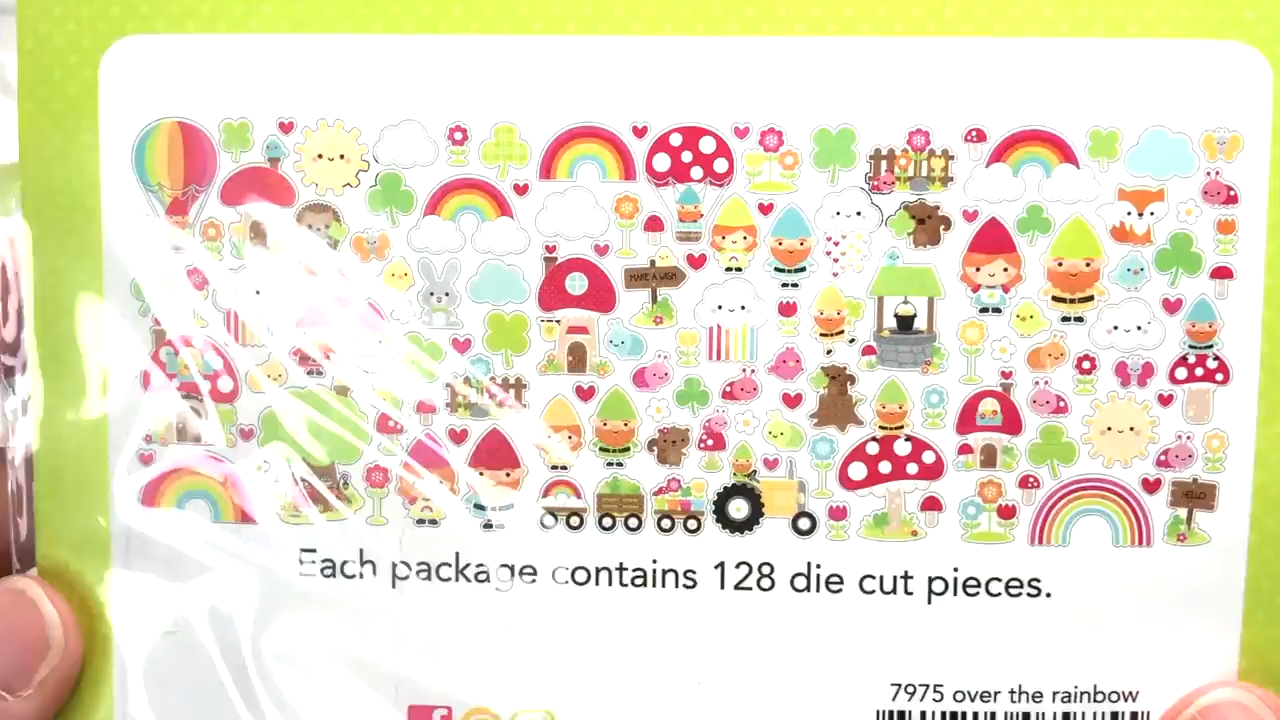 MAKE A WISH
HELLO
Each package contains 128 die cut pieces.
7975 over the rainbow